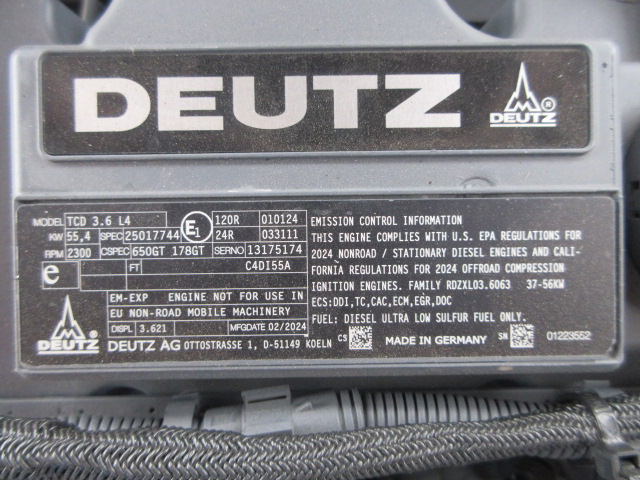 DEUTZ
®
DEUTZ
MODEL TCD 3.6 L4
KW 55,4 SPEC 25017744
RPM 2300 CSPEC 650GT 178GT
E1
120R 010124
24R 033111
SERNO 13175174
e FT C4DI55A
EM-EXP ENGINE NOT FOR USE IN
EU NON-ROAD MOBILE MACHINERY
DISPL 3.621 MFGDATE 02/2024
EMISSION CONTROL INFORMATION
THIS ENGINE COMPLIES WITH U.S. EPA REGULATIONS FOR
2024 NONROAD / STATIONARY DIESEL ENGINES AND CALI-
FORNIA REGULATIONS FOR 2024 OFFROAD COMPRESSION
IGNITION ENGINES. FAMILY RDZXL03.6063 37-56KW
ECS:DDI,TC,CAC,ECM,EGR,DOC
FUEL: DIESEL ULTRA LOW SULFUR FUEL ONLY.
DEUTZ
DEUTZ AG OTTOSTRASSE 1, D-51149 KOELN CS MADE IN GERMANY SN 01223552